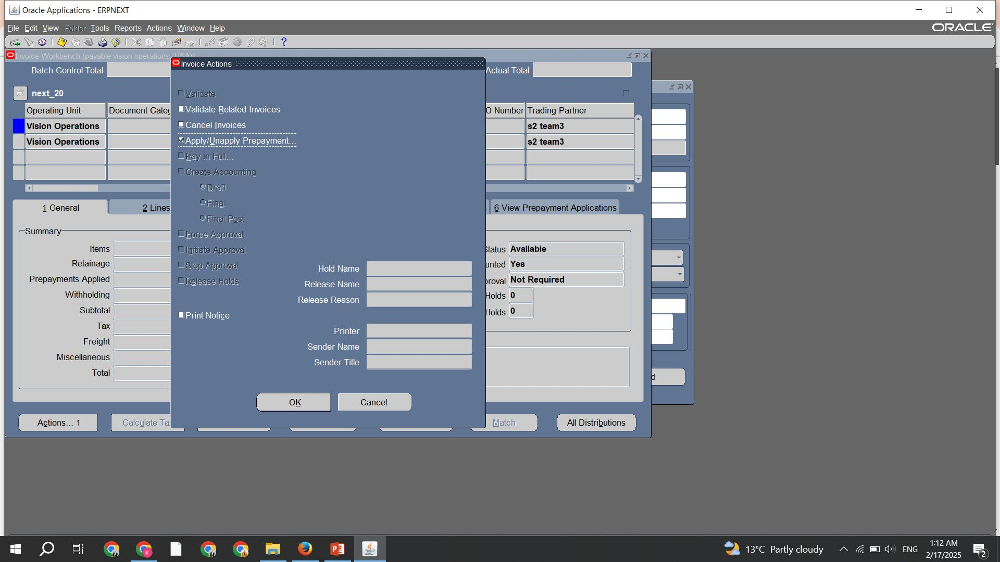 Oracle Applications - ERPNEXT
File Edit View Folder Tools Reports Actions Window Help
ORACLE
Invoice Workbench (payable vision operations (USA))
Invoice Actions
Batch Control Total
Actual Total
next_20
Operating Unit Document Categ O Number Trading Partner
Vision Operations s2 team3
Vision Operations s2 team3
Validate
Validate Related Invoices
Cancel Invoices
Apply/Unapply Prepayment...
Pay in Full...
Create Accounting
Draft
Final
Final Post
Force Approval
Initiate Approval
Stop Approval
Release Holds
Hold Name
Release Name
Release Reason
Print Notice
Printer
Sender Name
Sender Title
OK Cancel
1 General 2 Lines 6 View Prepayment Applications
Summary
Items
Retainage
Prepayments Applied
Withholding
Subtotal
Tax
Freight
Miscellaneous
Total
Status Available
unted Yes
proval Not Required
Holds 0
Holds 0
d
Actions... 1 Calculate Tax Match All Distributions
13°C Partly cloudy ENG 1:12 AM
2/17/2025
2